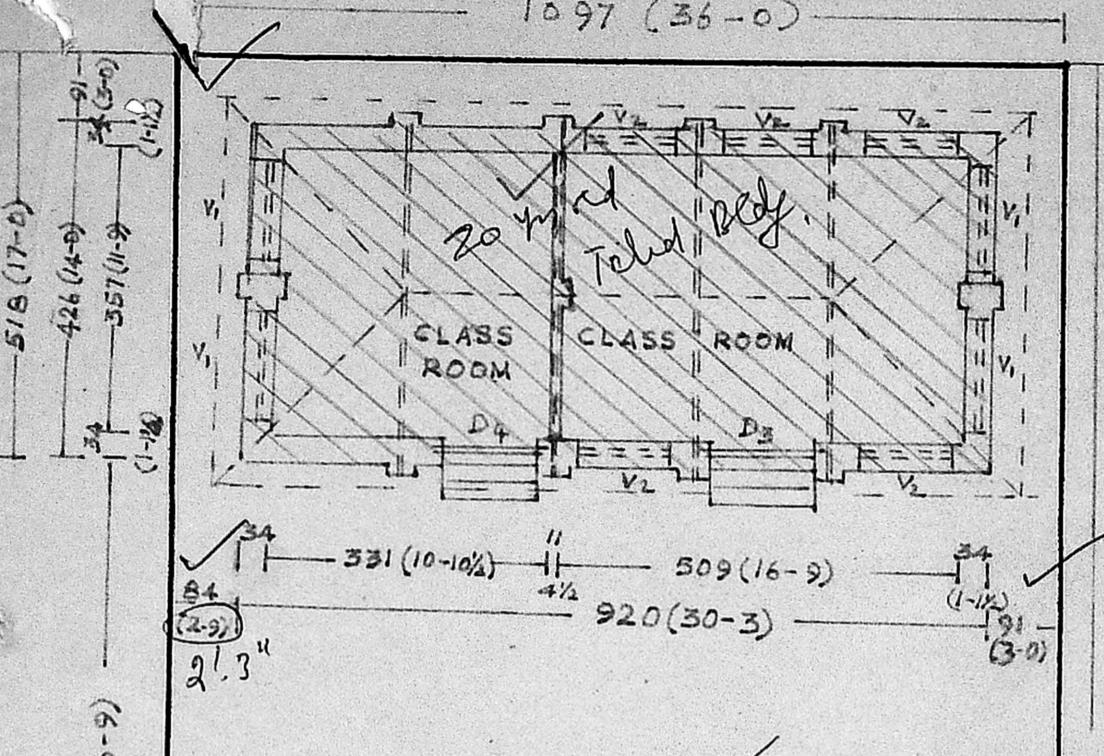 1097 (36-0)
91
(3-0)
34
(1-1½)
518 (17-0)
426 (14-0)
357 (11-9)
34
(1-1½)
V₂ V₂ V₂
V₁ V₁
20
Bldg.
CLASS
ROOM
CLASS ROOM
V₁ V₁
D4 D3
V₂ V₂
34 331 (10-10½) 11 509 (16-9) 34
4½
(1-1½)
84 920 (30-3) 91
(2-9) (3-0)
2'.3"
-9)